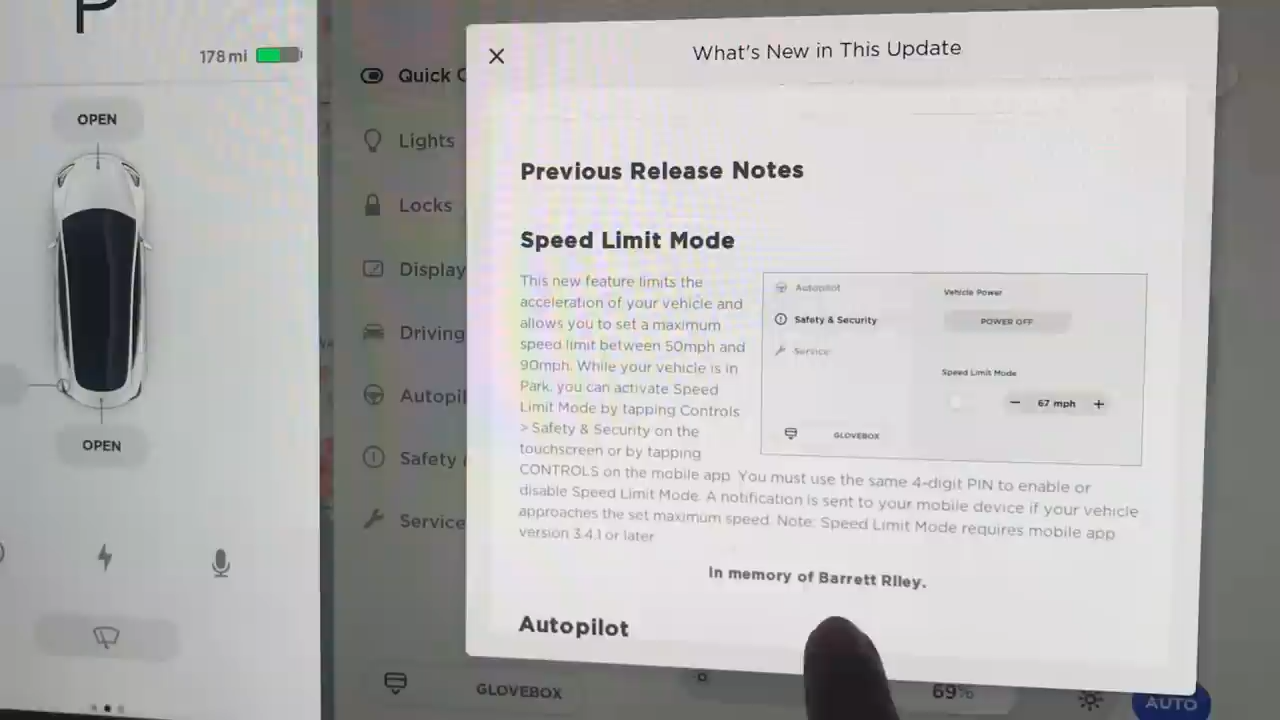 P
178 mi
OPEN
OPEN
Quick
Lights
Locks
Display
Driving
Autopil
Safety
Service
GLOVEBOX
69%
AUTO
What's New in This Update
Previous Release Notes
Speed Limit Mode
This new feature limits the
acceleration of your vehicle and
allows you to set a maximum
speed limit between 50mph and
90mph. While your vehicle is in
Park, you can activate Speed
Limit Mode by tapping Controls
> Safety & Security on the
touchscreen or by tapping
CONTROLS on the mobile app. You must use the same 4-digit PIN to enable or
disable Speed Limit Mode. A notification is sent to your mobile device if your vehicle
approaches the set maximum speed. Note: Speed Limit Mode requires mobile app
version 3.4.1 or later
Autopilot
Safety & Security
Service
GLOVEBOX
Vehicle Power
POWER OFF
Speed Limit Mode
− 67 mph +
In memory of Barrett Riley.
Autopilot